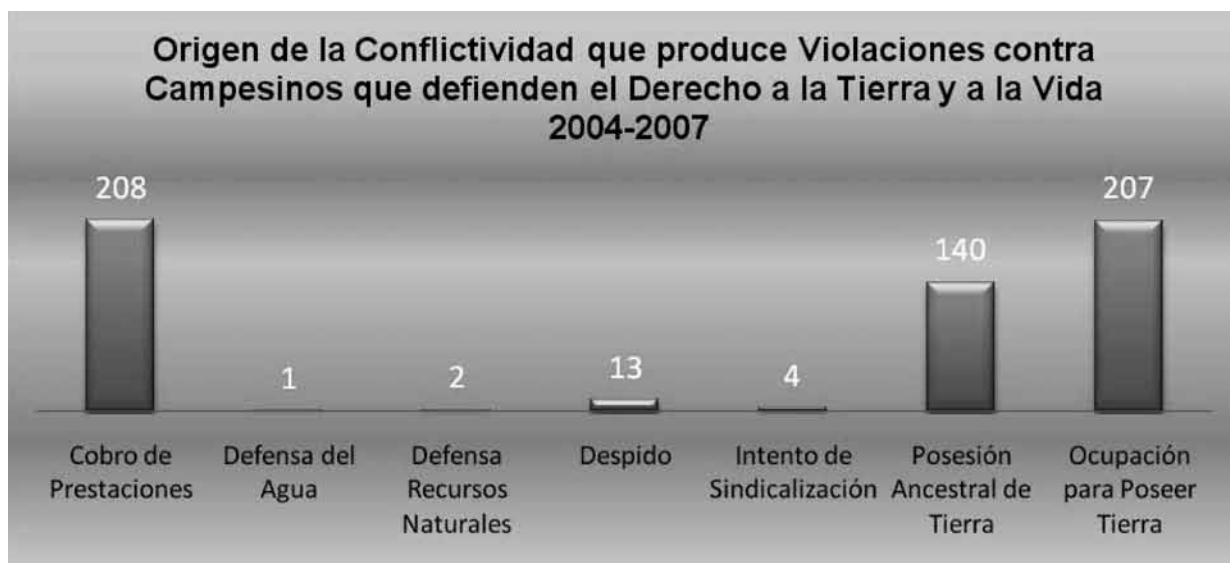 Origen de la Conflictividad que produce Violaciones contra
Campesinos que defienden el Derecho a la Tierra y a la Vida
2004-2007
208
1
2
13
4
140
207
Cobro de
Prestaciones
Defensa del
Agua
Defensa
Recursos
Naturales
Despido
Intento de
Sindicalización
Posesión
Ancestral de
Tierra
Ocupación
para Poseer
Tierra